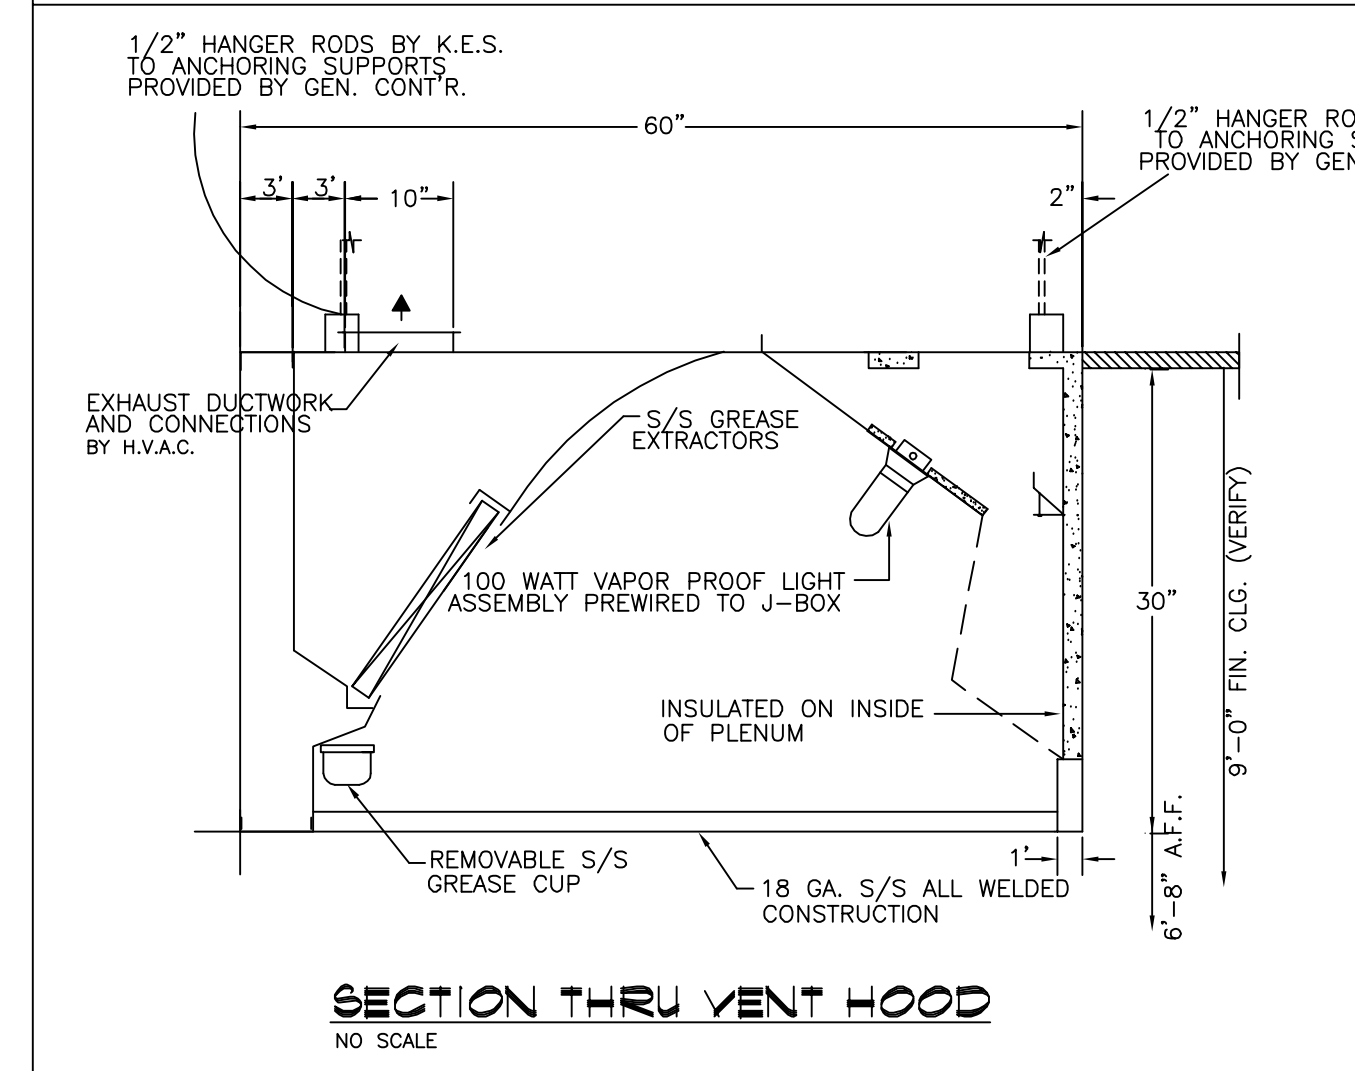 1/2" HANGER RODS BY K.E.S.
TO ANCHORING SUPPORTS
PROVIDED BY GEN. CONT'R.
60"
1/2" HANGER
TO ANCHORING
PROVIDED BY
3'
3'
10"
2"
EXHAUST DUCTWORK
AND CONNECTIONS
BY H.V.A.C.
S/S GREASE
EXTRACTORS
100 WATT VAPOR PROOF LIGHT
ASSEMBLY PREWIRED TO J-BOX
30"
9'-0" FIN. CLG. (VERIFY)
INSULATED ON INSIDE
OF PLENUM
6'-8" A.F.F.
1'
REMOVABLE S/S
GREASE CUP
18 GA. S/S ALL WELDED
CONSTRUCTION
SECTION THRU VENT HOOD
NO SCALE